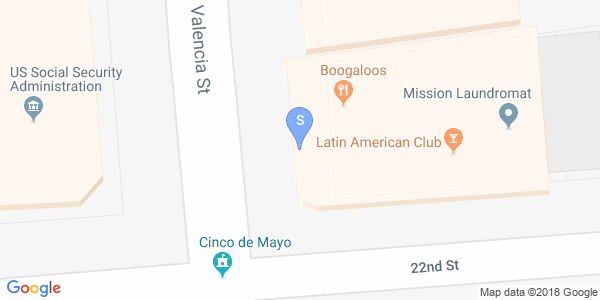 Valencia St
US Social Security
Administration
Boogaloos
Mission Laundromat
S
Latin American Club
Cinco de Mayo
22nd St
Google
Map data ©2018 Google